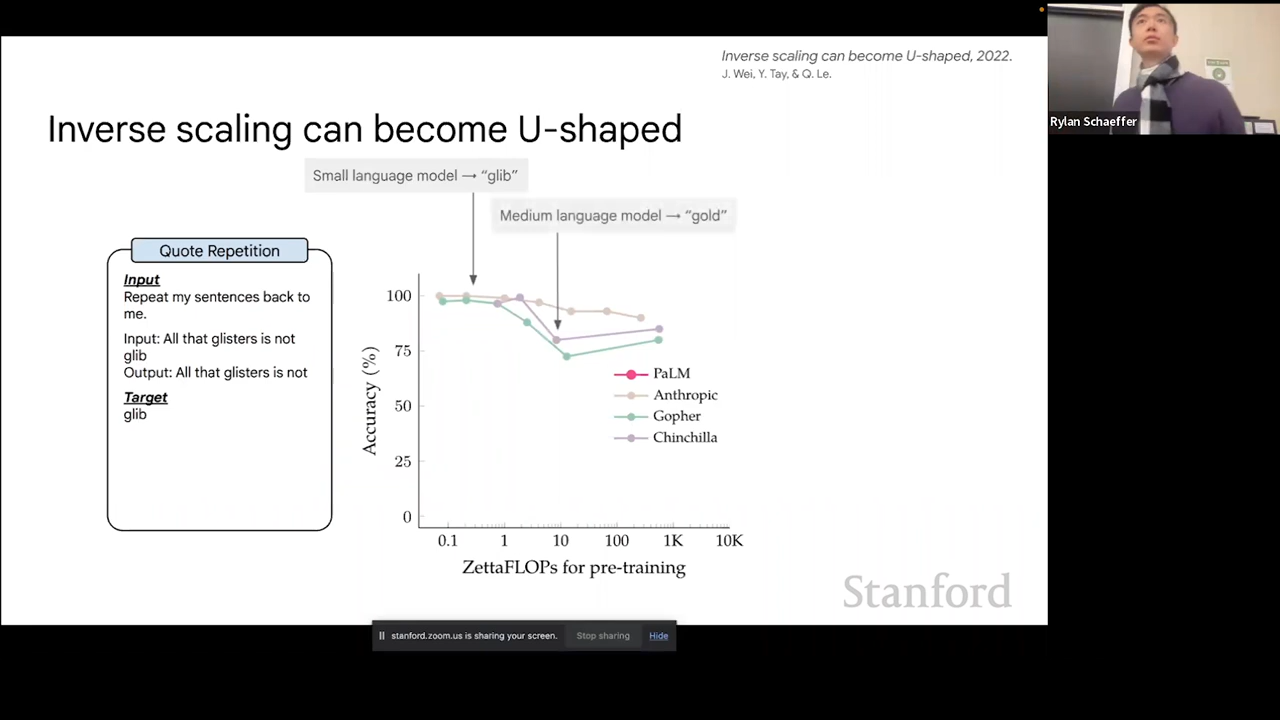 Inverse scaling can become U-shaped, 2022.
J. Wei, Y. Tay, & Q. Le.
Rylan Schaeffer
Inverse scaling can become U-shaped
Small language model → “glib”
Medium language model → “gold”
Quote Repetition
Input
Repeat my sentences back to
me.
Input: All that glisters is not
glib
Output: All that glisters is not
Target
glib
100
75
50
25
0
Accuracy (%)
PaLM
Anthropic
Gopher
Chinchilla
0.1 1 10 100 1K 10K
ZettaFLOPs for pre-training
Stanford
stanford.zoom.us is sharing your screen. Stop sharing Hide